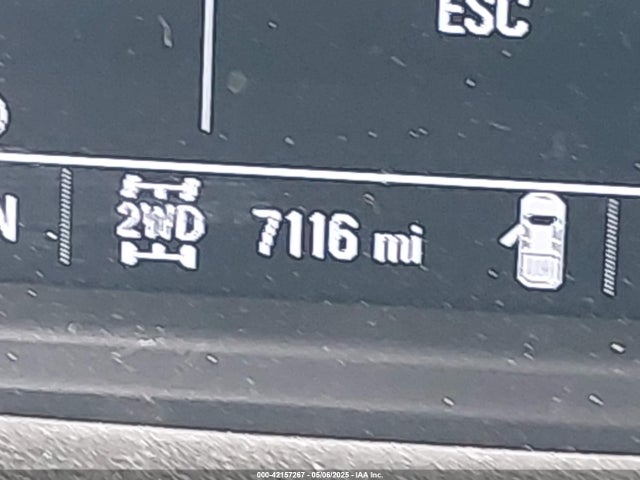 ESC
N
2WD 7116 mi
000-42157267 - 05/06/2025 - IAA Inc.